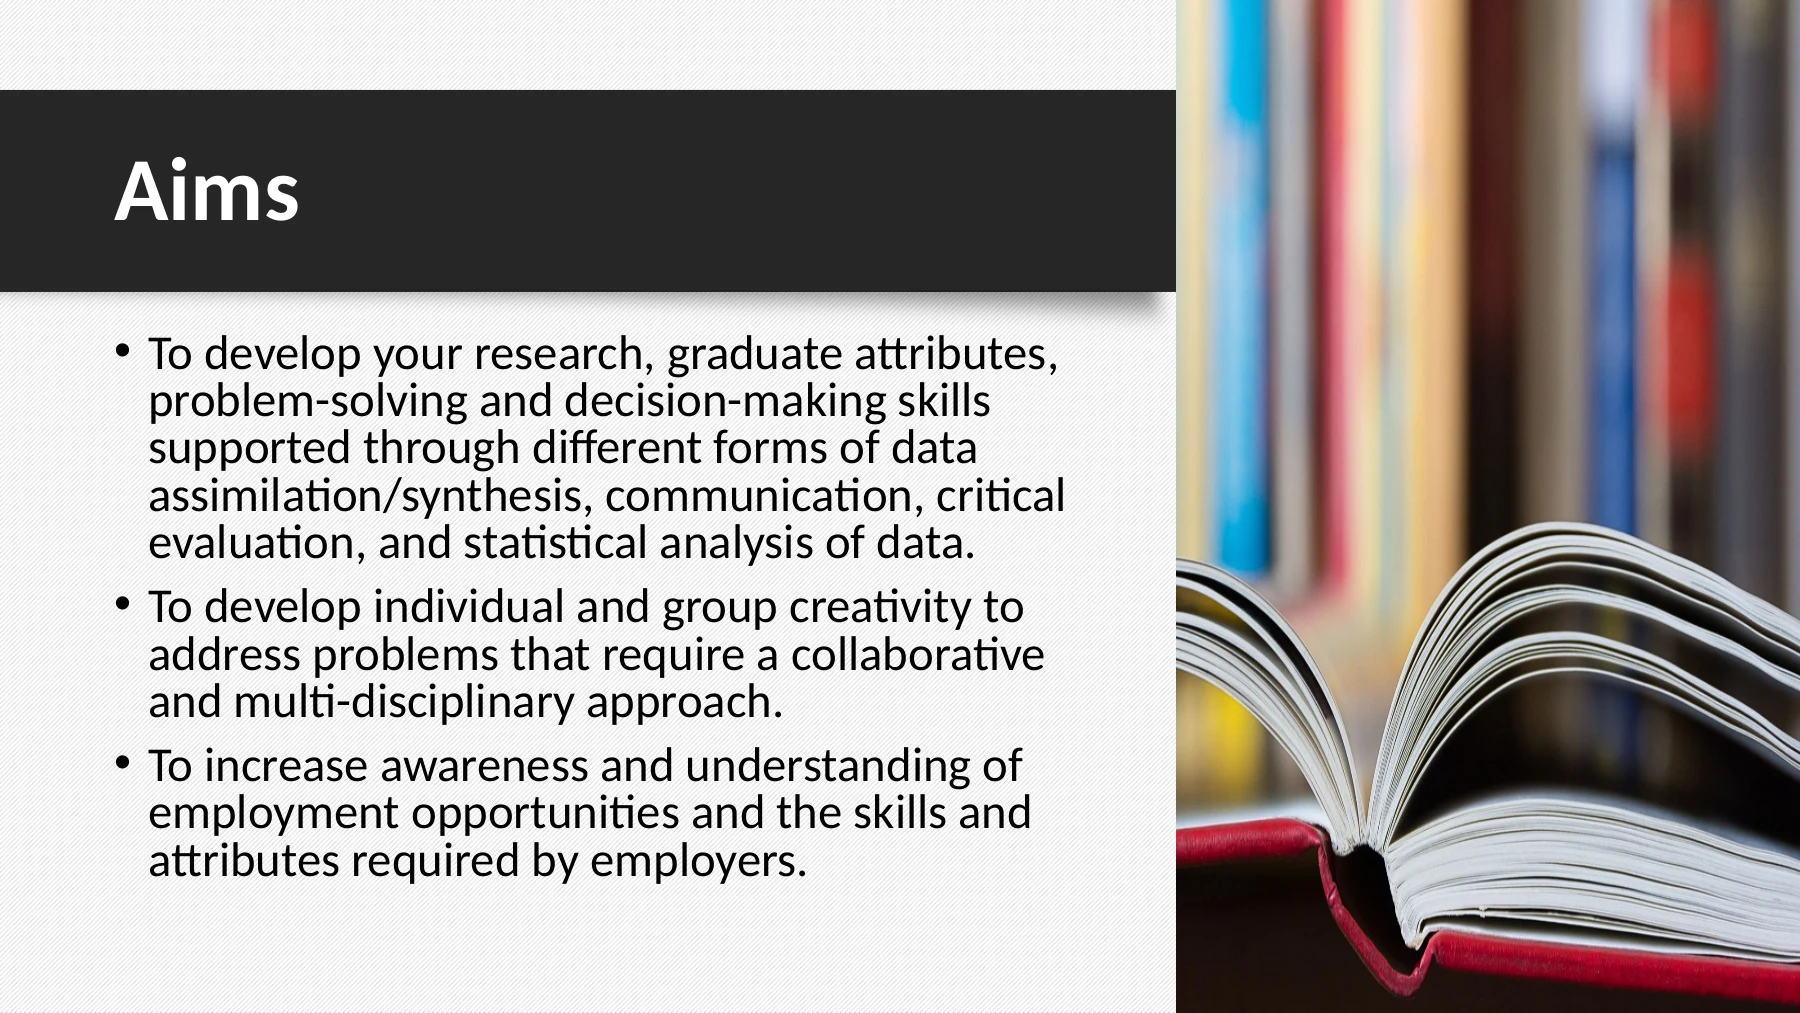 Aims
• To develop your research, graduate attributes,
problem-solving and decision-making skills
supported through different forms of data
assimilation/synthesis, communication, critical
evaluation, and statistical analysis of data.
• To develop individual and group creativity to
address problems that require a collaborative
and multi-disciplinary approach.
• To increase awareness and understanding of
employment opportunities and the skills and
attributes required by employers.